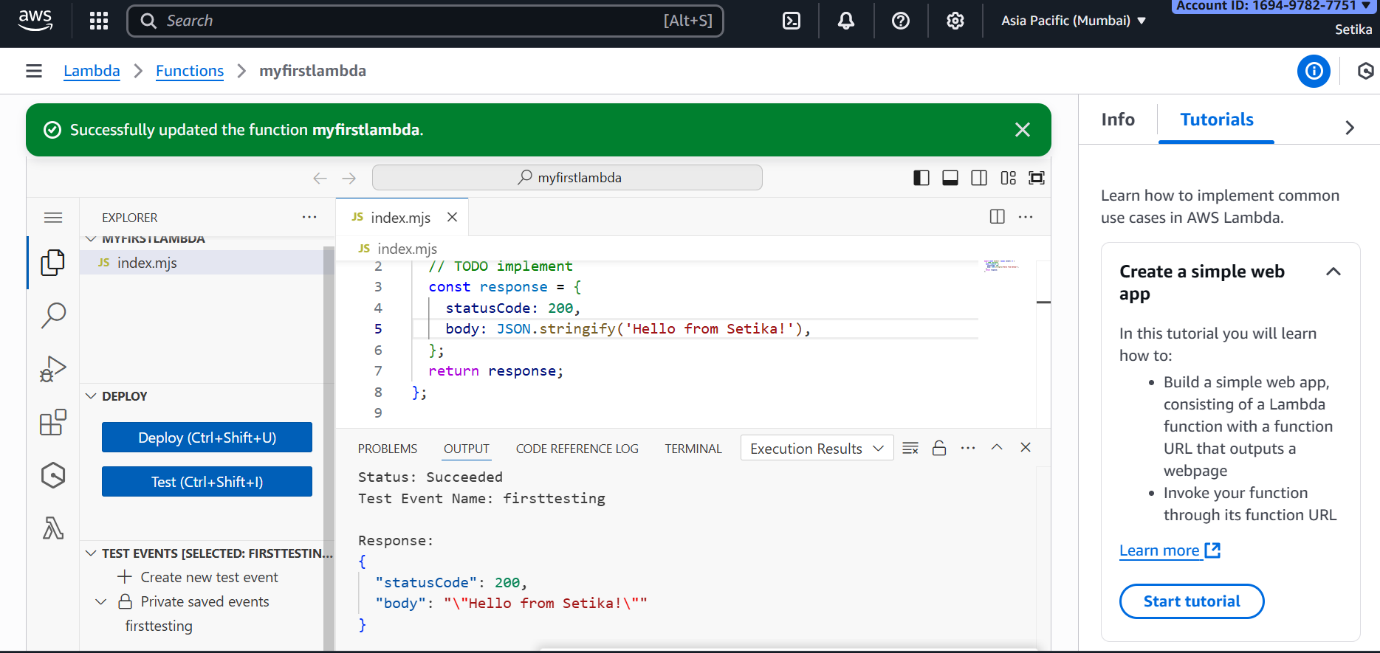 aws
Search [Alt+S]
Asia Pacific (Mumbai) ▼
Account ID: 1694-9782-7751 ▼
Setika
Lambda > Functions > myfirstlambda
Successfully updated the function myfirstlambda.
myfirstlambda
EXPLORER
MYFIRSTLAMBDA
JS index.mjs
DEPLOY
Deploy (Ctrl+Shift+U)
Test (Ctrl+Shift+I)
TEST EVENTS [SELECTED: FIRSTTESTIN...
Create new test event
Private saved events
firsttesting
JS index.mjs
JS index.mjs
2 // TODO implement
3 const response = {
4 statusCode: 200,
5 body: JSON.stringify('Hello from Setika!'),
6 };
7 return response;
8 };
9
PROBLEMS OUTPUT CODE REFERENCE LOG TERMINAL Execution Results
Status: Succeeded
Test Event Name: firsttesting
Response:
{
"statusCode": 200,
"body": "\"Hello from Setika!\""
}
Info Tutorials
Learn how to implement common
use cases in AWS Lambda.
Create a simple web
app
In this tutorial you will learn
how to:
• Build a simple web app,
consisting of a Lambda
function with a function
URL that outputs a
webpage
• Invoke your function
through its function URL
Learn more
Start tutorial